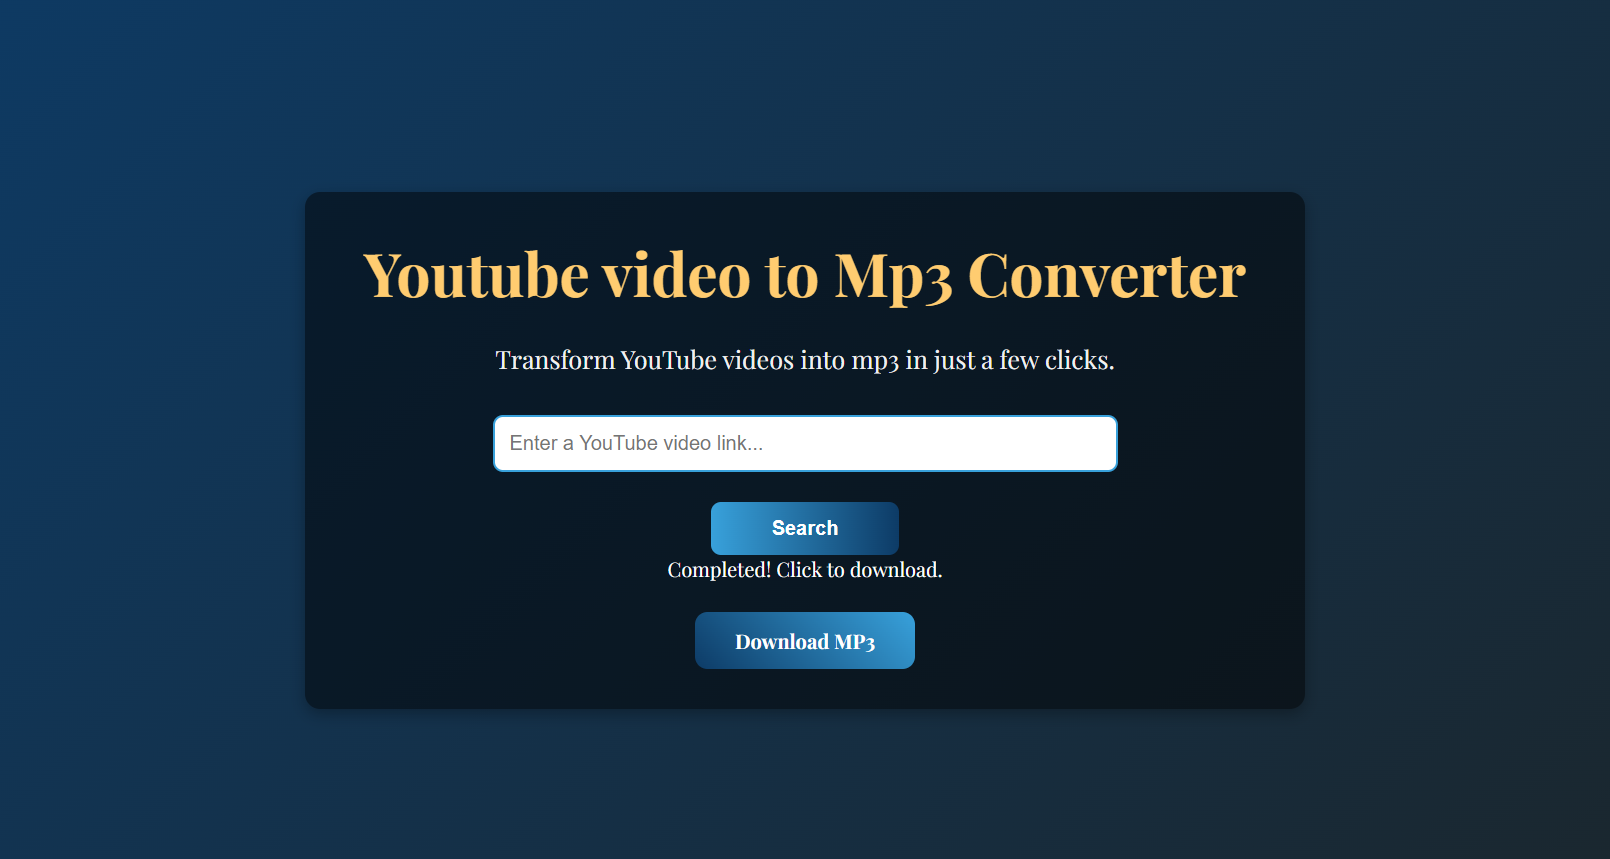 Youtube video to Mp3 Converter
Transform YouTube videos into mp3 in just a few clicks.
Enter a YouTube video link...
Search
Completed! Click to download.
Download MP3